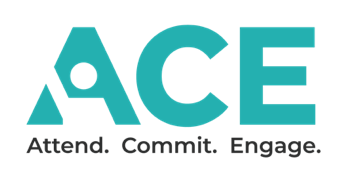 ACE
Attend. Commit. Engage.